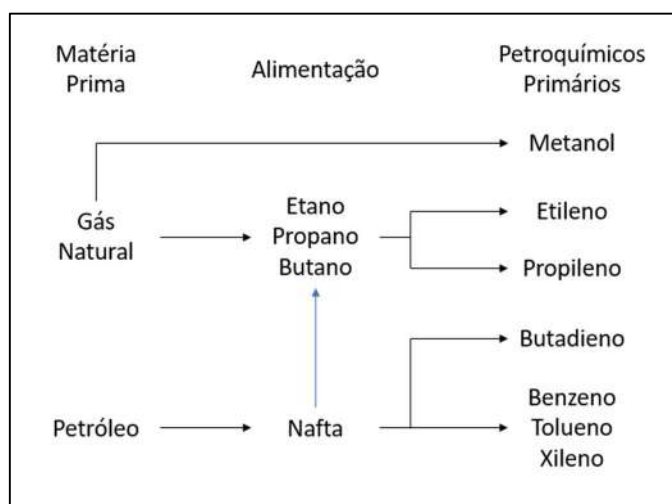 Matéria
Prima
Alimentação
Petroquímicos
Primários
Metanol
Gás
Natural
Etano
Propano
Butano
Etileno
Propileno
Butadieno
Petróleo
Nafta
Benzeno
Tolueno
Xileno